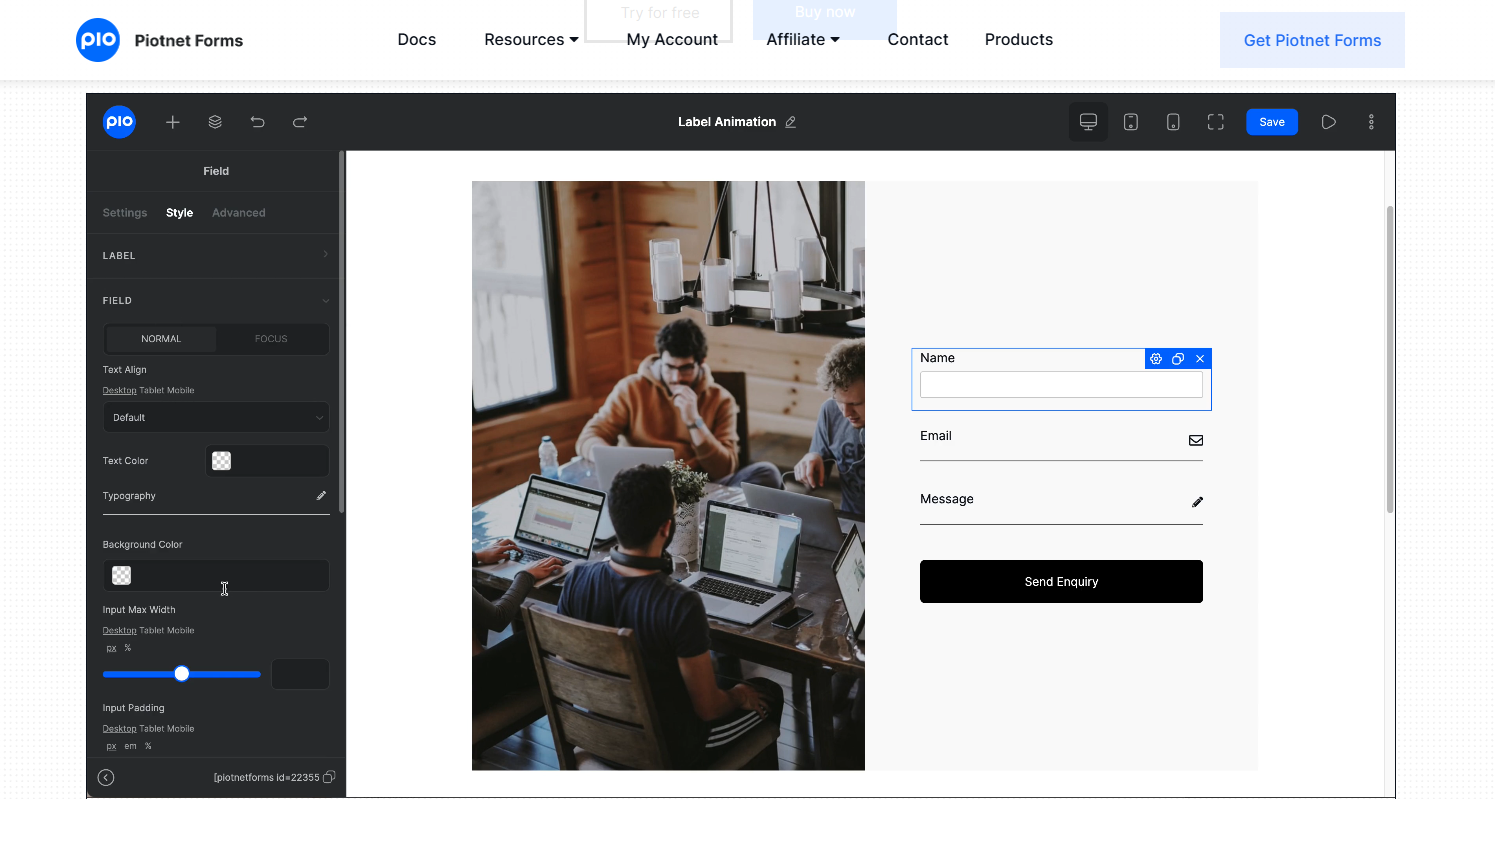 Try for free
Buy now
pio
Piotnet Forms
Docs
Resources
My Account
Affiliate
Contact
Products
Get Piotnet Forms
pio
Label Animation
Save
Field
Settings
Style
Advanced
LABEL
FIELD
NORMAL
FOCUS
Text Align
Desktop Tablet Mobile
Default
Text Color
Typography
Background Color
Input Max Width
Desktop Tablet Mobile
px %
Input Padding
Desktop Tablet Mobile
px em %
[piotnetforms id=22355
Name
Email
Message
Send Enquiry